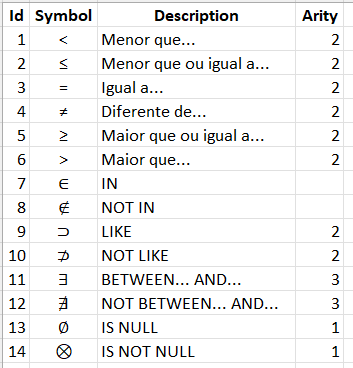 Id Symbol Description Arity
1 < Menor que... 2
2 ≤ Menor que ou igual a... 2
3 = Igual a... 2
4 ≠ Diferente de... 2
5 ≥ Maior que ou igual a... 2
6 > Maior que... 2
7 ∈ IN
8 ∉ NOT IN
9 ⊃ LIKE 2
10 ⊅ NOT LIKE 2
11 ∃ BETWEEN... AND... 3
12 ∄ NOT BETWEEN... AND... 3
13 ∅ IS NULL 1
14 ⨂ IS NOT NULL 1